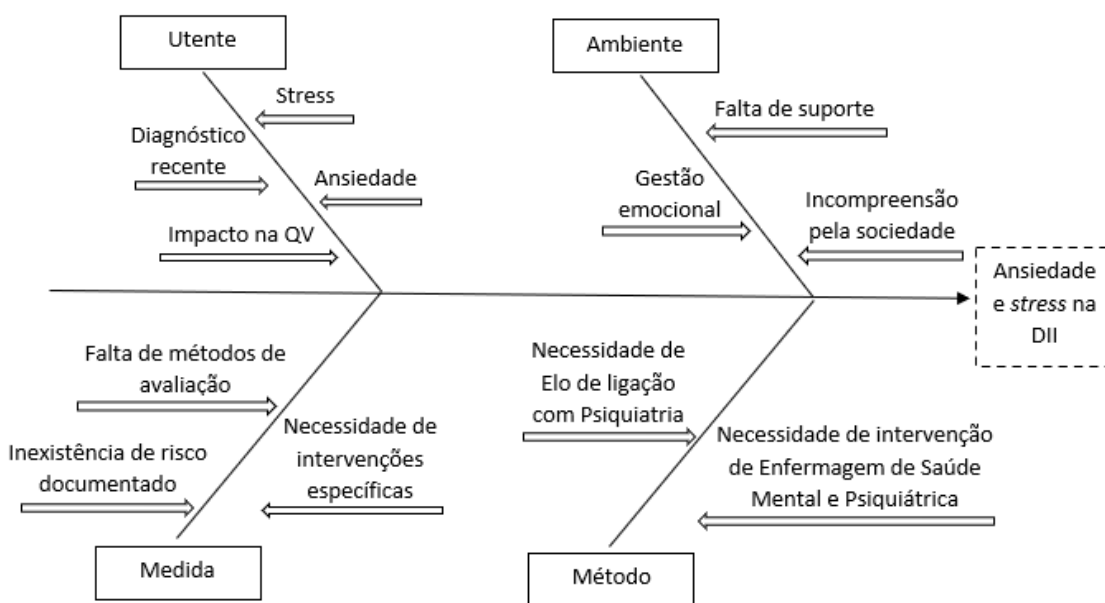 Utente
Ambiente
Stress
Diagnóstico
recente
Ansiedade
Impacto na QV
Falta de suporte
Gestão
emocional
Incompreensão
pela sociedade
Ansiedade
e stress na
DII
Falta de métodos de
avaliação
Inexistência de risco
documentado
Necessidade de
intervenções
específicas
Necessidade de
Elo de ligação
com Psiquiatria
Necessidade de intervenção
de Enfermagem de Saúde
Mental e Psiquiátrica
Medida
Método